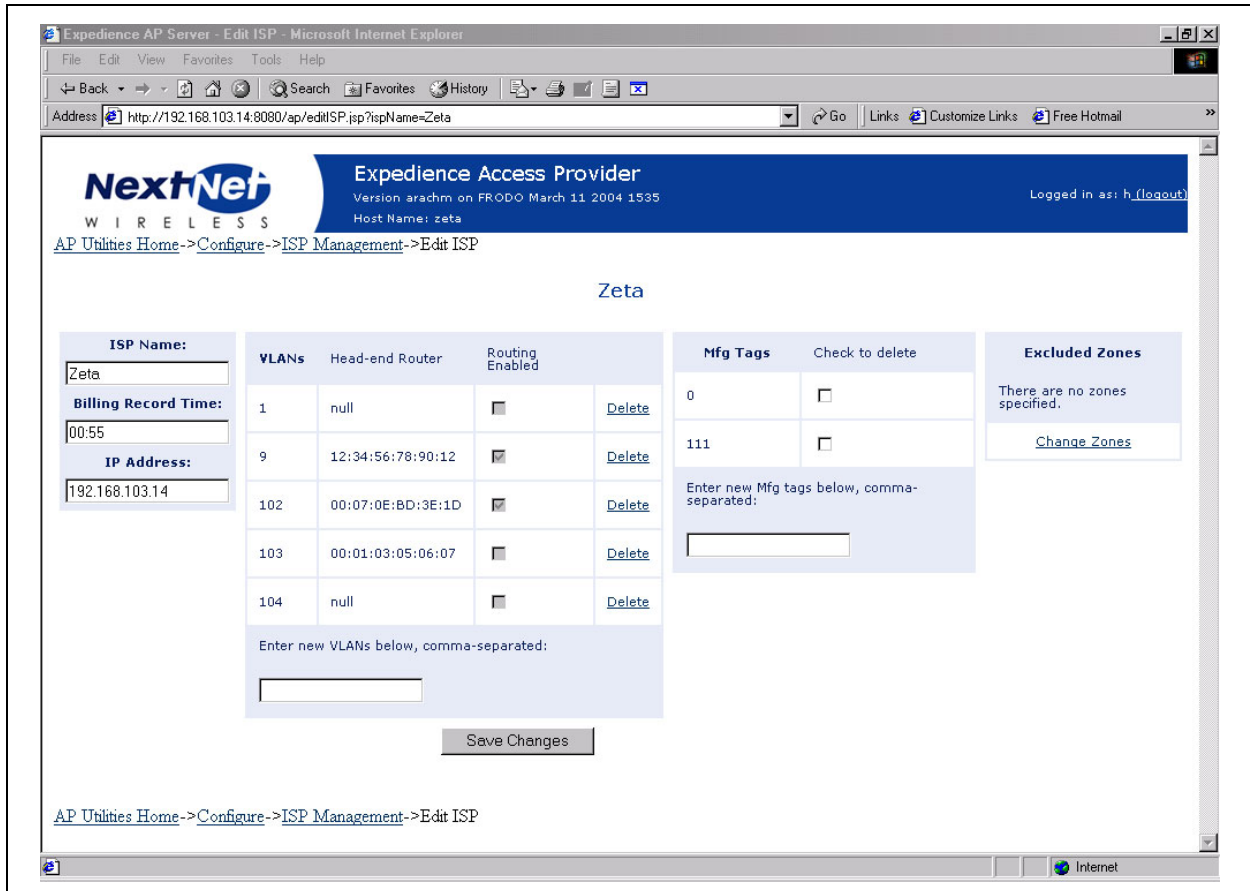 Expedience AP Server - Edit ISP - Microsoft Internet Explorer
File Edit View Favorites Tools Help
Back Search Favorites History
Address http://192.168.103.14:8080/ap/editISP.jsp?ispName=Zeta Go Links Customize Links Free Hotmail »
NextNet
WIRELESS
Expedience Access Provider
Version arachm on FRODO March 11 2004 1535
Host Name: zeta
Logged in as: h (logout)
AP Utilities Home->Configure->ISP Management->Edit ISP
Zeta
ISP Name:
Zeta
Billing Record Time:
00:55
IP Address:
192.168.103.14
VLANs Head-end Router Routing Enabled
1 null Delete
9 12:34:56:78:90:12 Delete
102 00:07:0E:BD:3E:1D Delete
103 00:01:03:05:06:07 Delete
104 null Delete
Enter new VLANs below, comma-separated:
Mfg Tags Check to delete
0
111
Enter new Mfg tags below, comma-
separated:
Excluded Zones
There are no zones
specified.
Change Zones
Save Changes
AP Utilities Home->Configure->ISP Management->Edit ISP
Internet